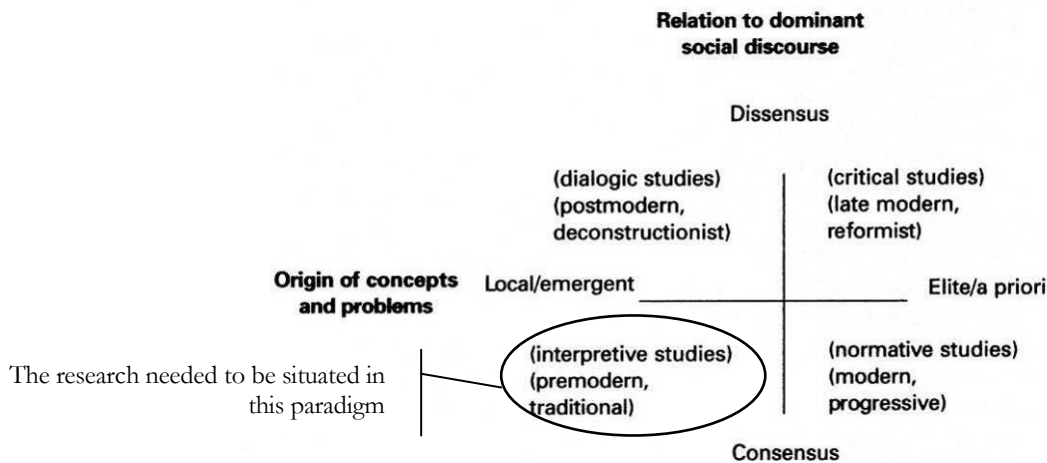 Relation to dominant
social discourse
Dissensus
(dialogic studies)
(postmodern,
deconstructionist)
(critical studies)
(late modern,
reformist)
Origin of concepts
and problems
Local/emergent
Elite/a priori
The research needed to be situated in
this paradigm
(interpretive studies)
(premodern,
traditional)
(normative studies)
(modern,
progressive)
Consensus